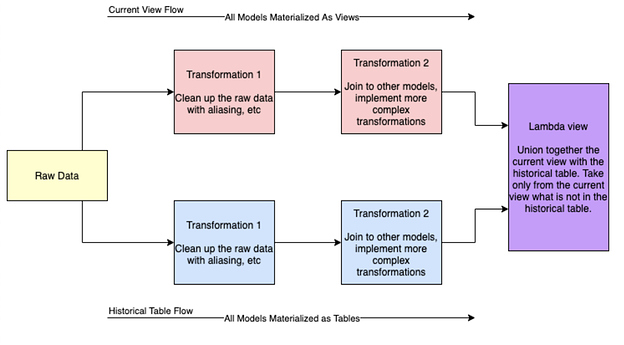 Current View Flow
All Models Materialized As Views
Transformation 1
Clean up the raw data
with aliasing, etc
Transformation 2
Join to other models,
implement more
complex
transformations
Raw Data
Lambda view
Union together the
current view with the
historical table. Take
only from the current
view what is not in the
historical table.
Transformation 1
Clean up the raw data
with aliasing, etc
Transformation 2
Join to other models,
implement more
complex
transformations
Historical Table Flow
All Models Materialized as Tables